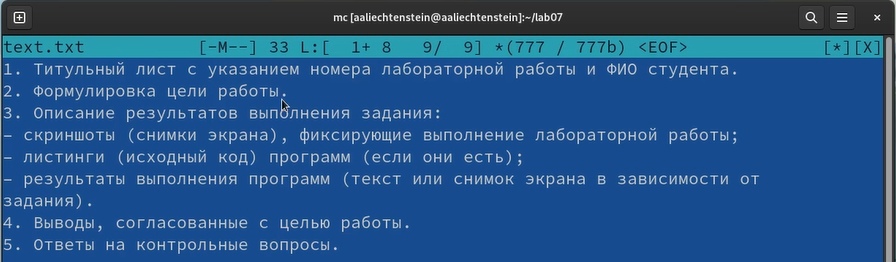 mc [aaliechtenstein@aaliechtenstein]:~/lab07
text.txt [-M--] 33 L:[ 1+ 8 9/ 9] *(777 / 777b) <EOF> [*][X]
1. Титульный лист с указанием номера лабораторной работы и ФИО студента.
2. Формулировка цели работы.
3. Описание результатов выполнения задания:
– скриншоты (снимки экрана), фиксирующие выполнение лабораторной работы;
– листинги (исходный код) программ (если они есть);
– результаты выполнения программ (текст или снимок экрана в зависимости от
задания).
4. Выводы, согласованные с целью работы.
5. Ответы на контрольные вопросы.